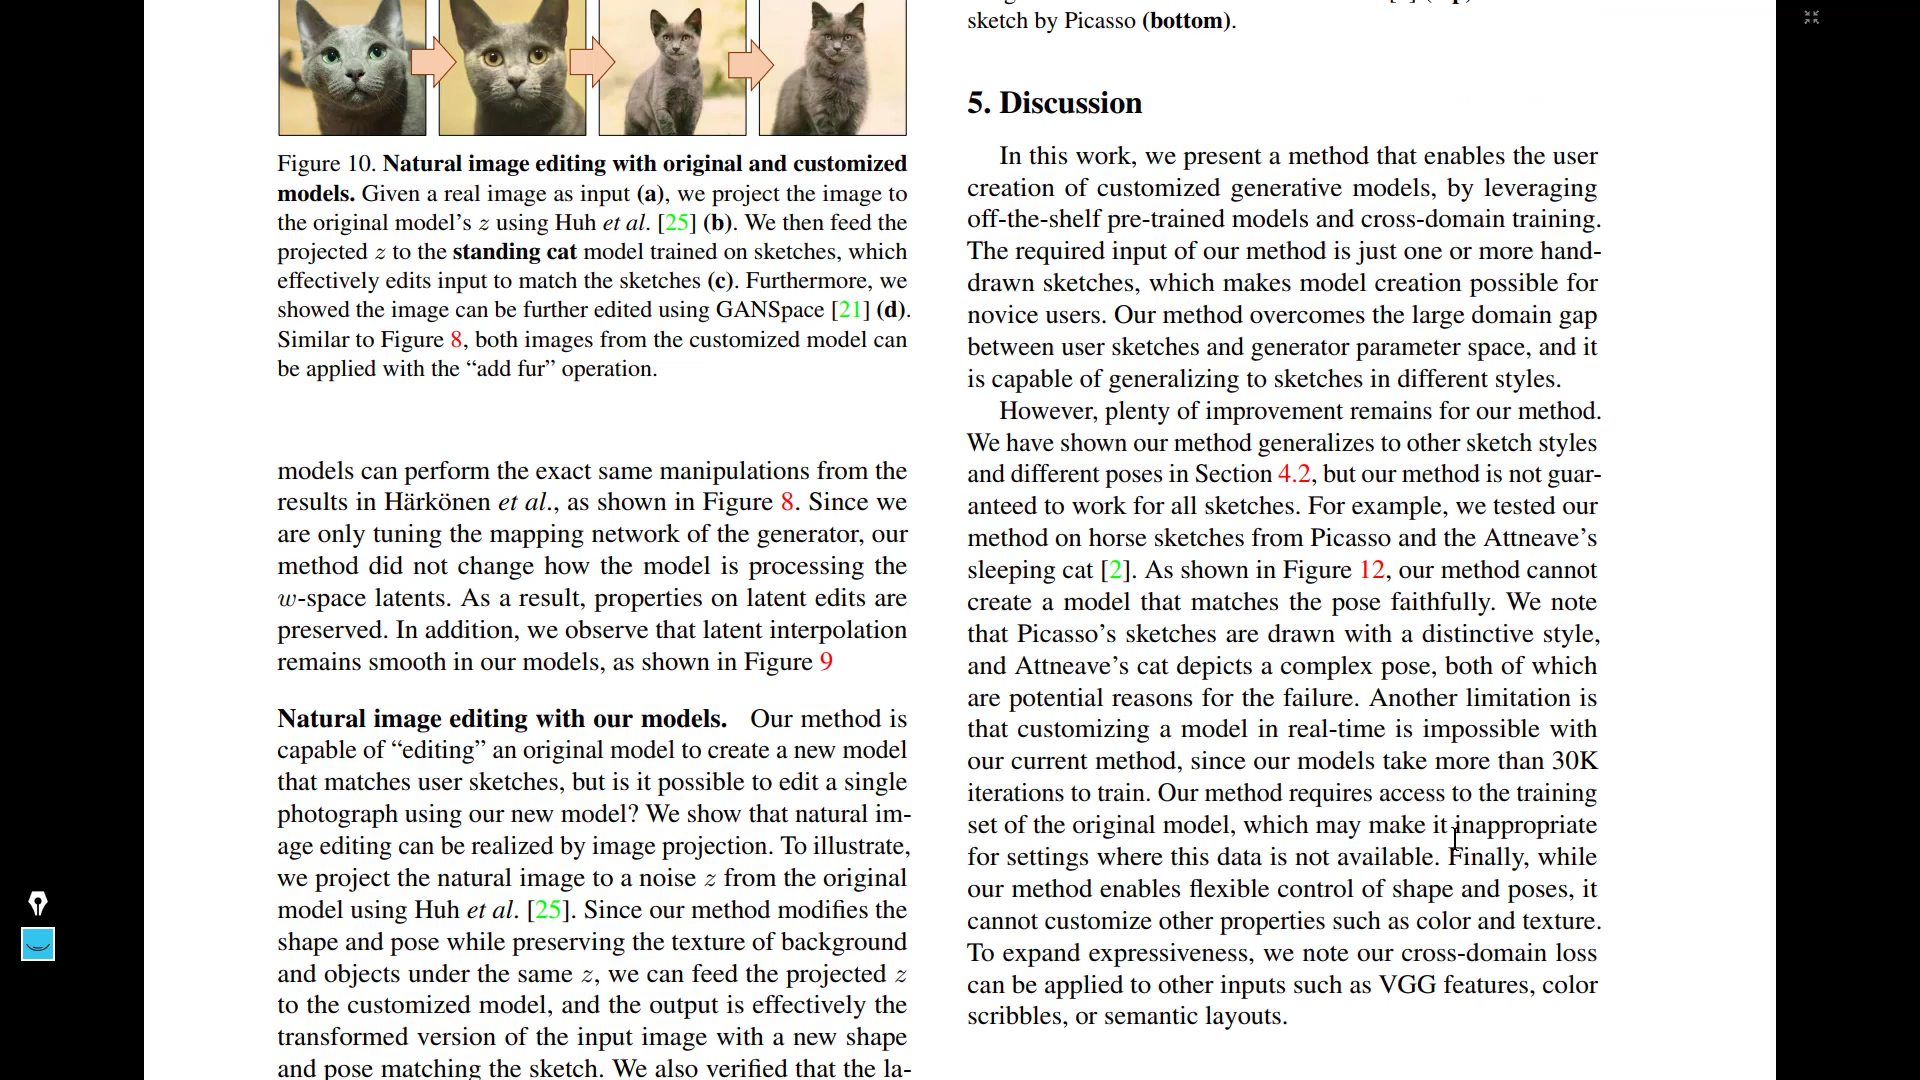 Figure 10. Natural image editing with original and customized
models. Given a real image as input (a), we project the image to
the original model's z using Huh et al. [25] (b). We then feed the
projected z to the standing cat model trained on sketches, which
effectively edits input to match the sketches (c). Furthermore, we
showed the image can be further edited using GANSpace [21] (d).
Similar to Figure 8, both images from the customized model can
be applied with the “add fur” operation.
models can perform the exact same manipulations from the
results in Härkönen et al., as shown in Figure 8. Since we
are only tuning the mapping network of the generator, our
method did not change how the model is processing the
w-space latents. As a result, properties on latent edits are
preserved. In addition, we observe that latent interpolation
remains smooth in our models, as shown in Figure 9
Natural image editing with our models. Our method is
capable of “editing” an original model to create a new model
that matches user sketches, but is it possible to edit a single
photograph using our new model? We show that natural im-
age editing can be realized by image projection. To illustrate,
we project the natural image to a noise z from the original
model using Huh et al. [25]. Since our method modifies the
shape and pose while preserving the texture of background
and objects under the same z, we can feed the projected z
to the customized model, and the output is effectively the
transformed version of the input image with a new shape
and pose matching the sketch. We also verified that the la-
sketch by Picasso (bottom).
5. Discussion
In this work, we present a method that enables the user
creation of customized generative models, by leveraging
off-the-shelf pre-trained models and cross-domain training.
The required input of our method is just one or more hand-
drawn sketches, which makes model creation possible for
novice users. Our method overcomes the large domain gap
between user sketches and generator parameter space, and it
is capable of generalizing to sketches in different styles.
However, plenty of improvement remains for our method.
We have shown our method generalizes to other sketch styles
and different poses in Section 4.2, but our method is not guar-
anteed to work for all sketches. For example, we tested our
method on horse sketches from Picasso and the Attneave's
sleeping cat [2]. As shown in Figure 12, our method cannot
create a model that matches the pose faithfully. We note
that Picasso's sketches are drawn with a distinctive style,
and Attneave's cat depicts a complex pose, both of which
are potential reasons for the failure. Another limitation is
that customizing a model in real-time is impossible with
our current method, since our models take more than 30K
iterations to train. Our method requires access to the training
set of the original model, which may make it inappropriate
for settings where this data is not available. Finally, while
our method enables flexible control of shape and poses, it
cannot customize other properties such as color and texture.
To expand expressiveness, we note our cross-domain loss
can be applied to other inputs such as VGG features, color
scribbles, or semantic layouts.